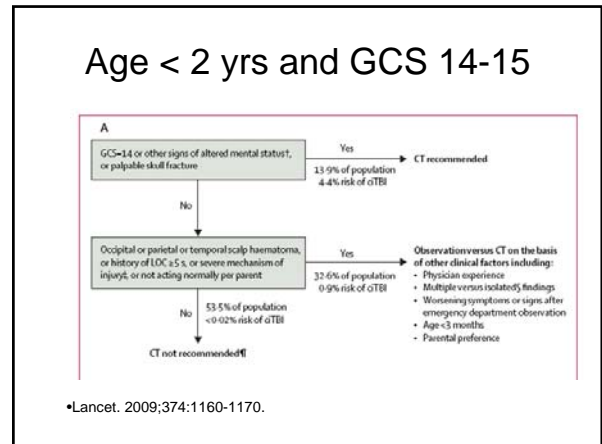 Age < 2 yrs and GCS 14-15
A
GCS=14 or other signs of altered mental status†,
or palpable skull fracture
Yes
13·9% of population
4·4% risk of ciTBI
CT recommended
No
Occipital or parietal or temporal scalp haematoma,
or history of LOC ≥5 s, or severe mechanism of
injury‡, or not acting normally per parent
Yes
32·6% of population
0·9% risk of ciTBI
Observation versus CT on the basis
of other clinical factors including:
• Physician experience
• Multiple versus isolated§ findings
• Worsening symptoms or signs after
emergency department observation
• Age <3 months
• Parental preference
No
53·5% of population
<0·02% risk of ciTBI
CT not recommended¶
•Lancet. 2009;374:1160-1170.